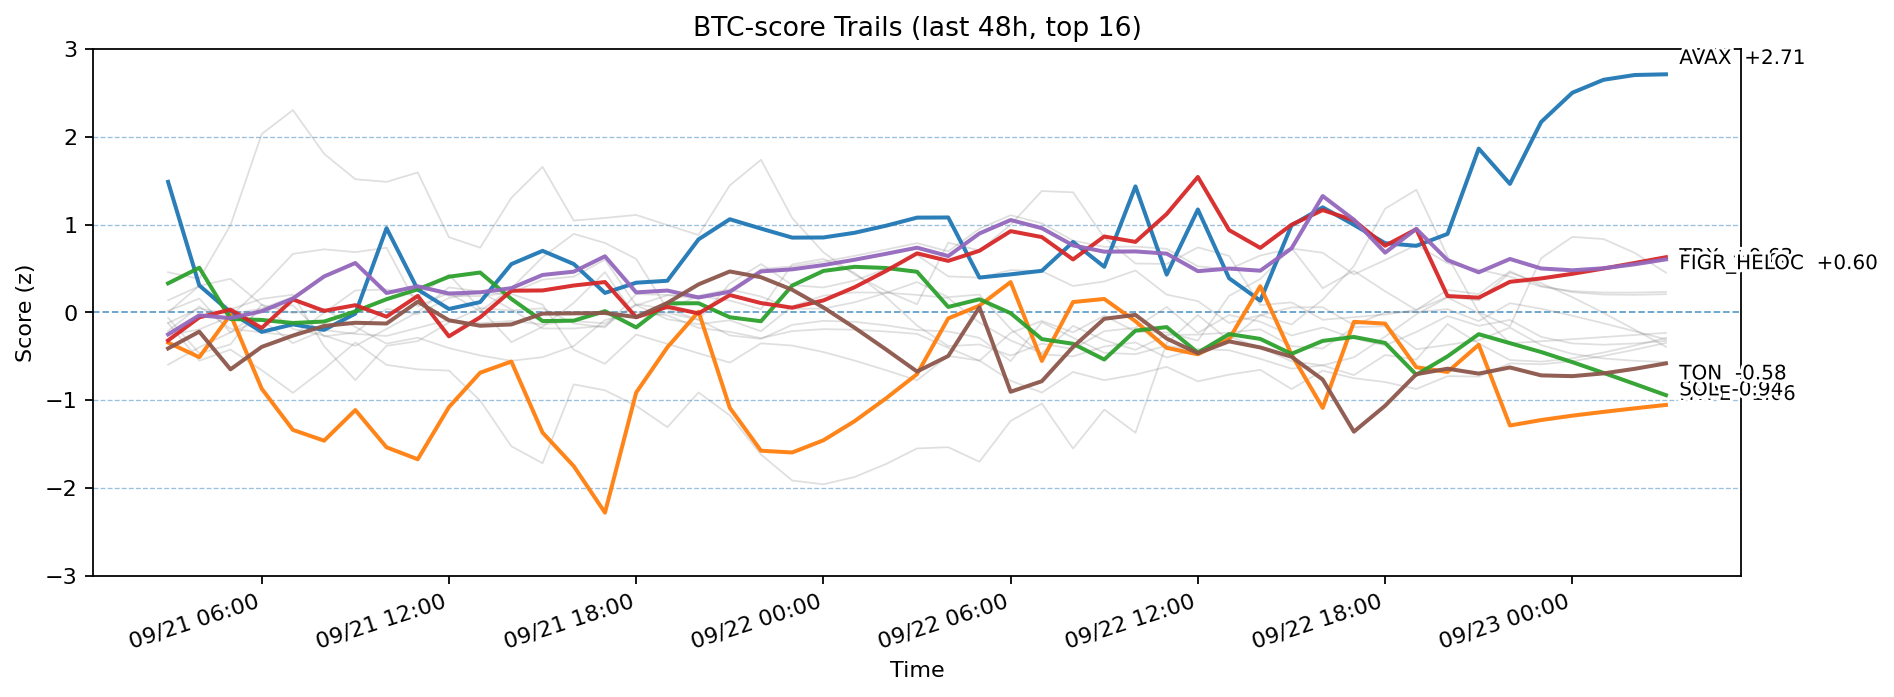 BTC-score Trails (last 48h, top 16)
Score (z)
3
2
1
0
−1
−2
−3
AVAX +2.71
FIGR_HELOC +0.60
TON -0.58
SOL -0.94
09/21 06:00
09/21 12:00
09/21 18:00
09/22 00:00
09/22 06:00
09/22 12:00
09/22 18:00
09/23 00:00
Time